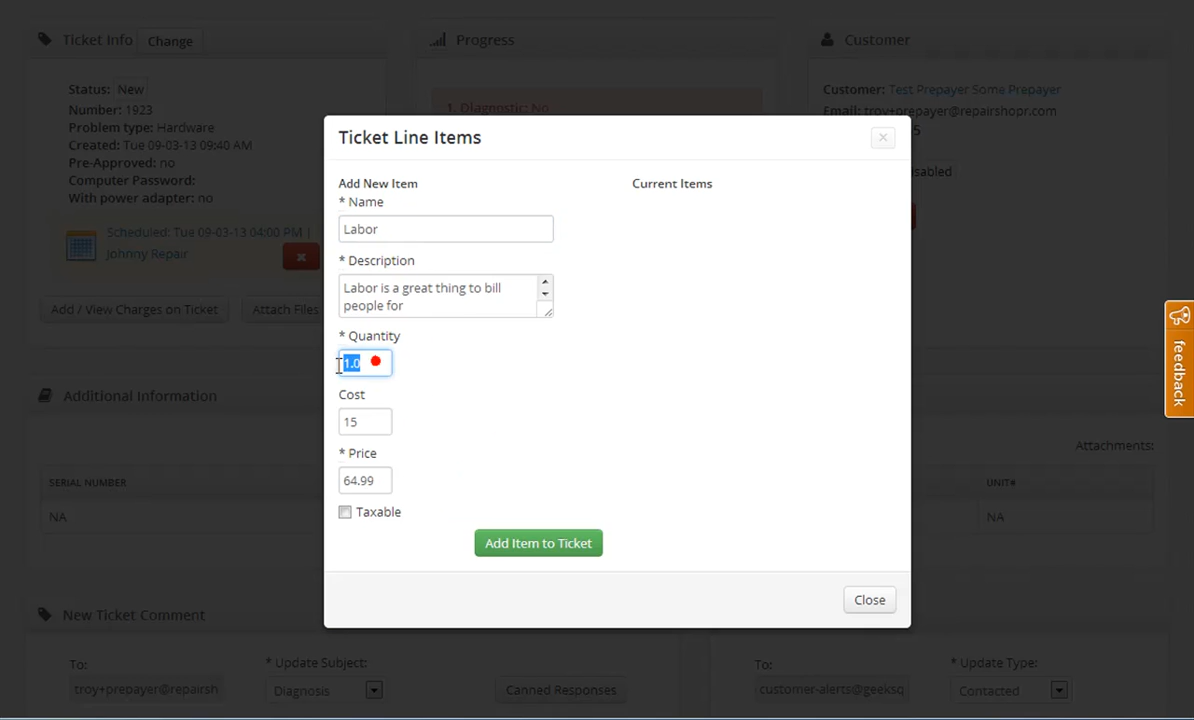 Ticket Info
Change
Progress
Customer
Status: New
Number: 1923
Problem type: Hardware
Created: Tue 09-03-13 09:40 AM
Pre-Approved: no
Computer Password:
With power adapter: no
Scheduled: Tue 09-03-13 04:00 PM |
Johnny Repair
×
Add / View Charges on Ticket
Attach Files
1. Diagnostic: No
Customer: Test Prepayer Some Prepayer
Email: troy+prepayer@repairshopr.com
5
isabled
Ticket Line Items
×
Add New Item
Current Items
* Name
Labor
* Description
Labor is a great thing to bill
people for
* Quantity
1.0
Cost
15
* Price
64.99
Taxable
Add Item to Ticket
Close
feedback
Additional Information
Attachments:
SERIAL NUMBER
UNIT#
NA
NA
New Ticket Comment
To:
* Update Subject:
To:
* Update Type:
troy+prepayer@repairsh
Diagnosis
Canned Responses
customer-alerts@geeksq
Contacted